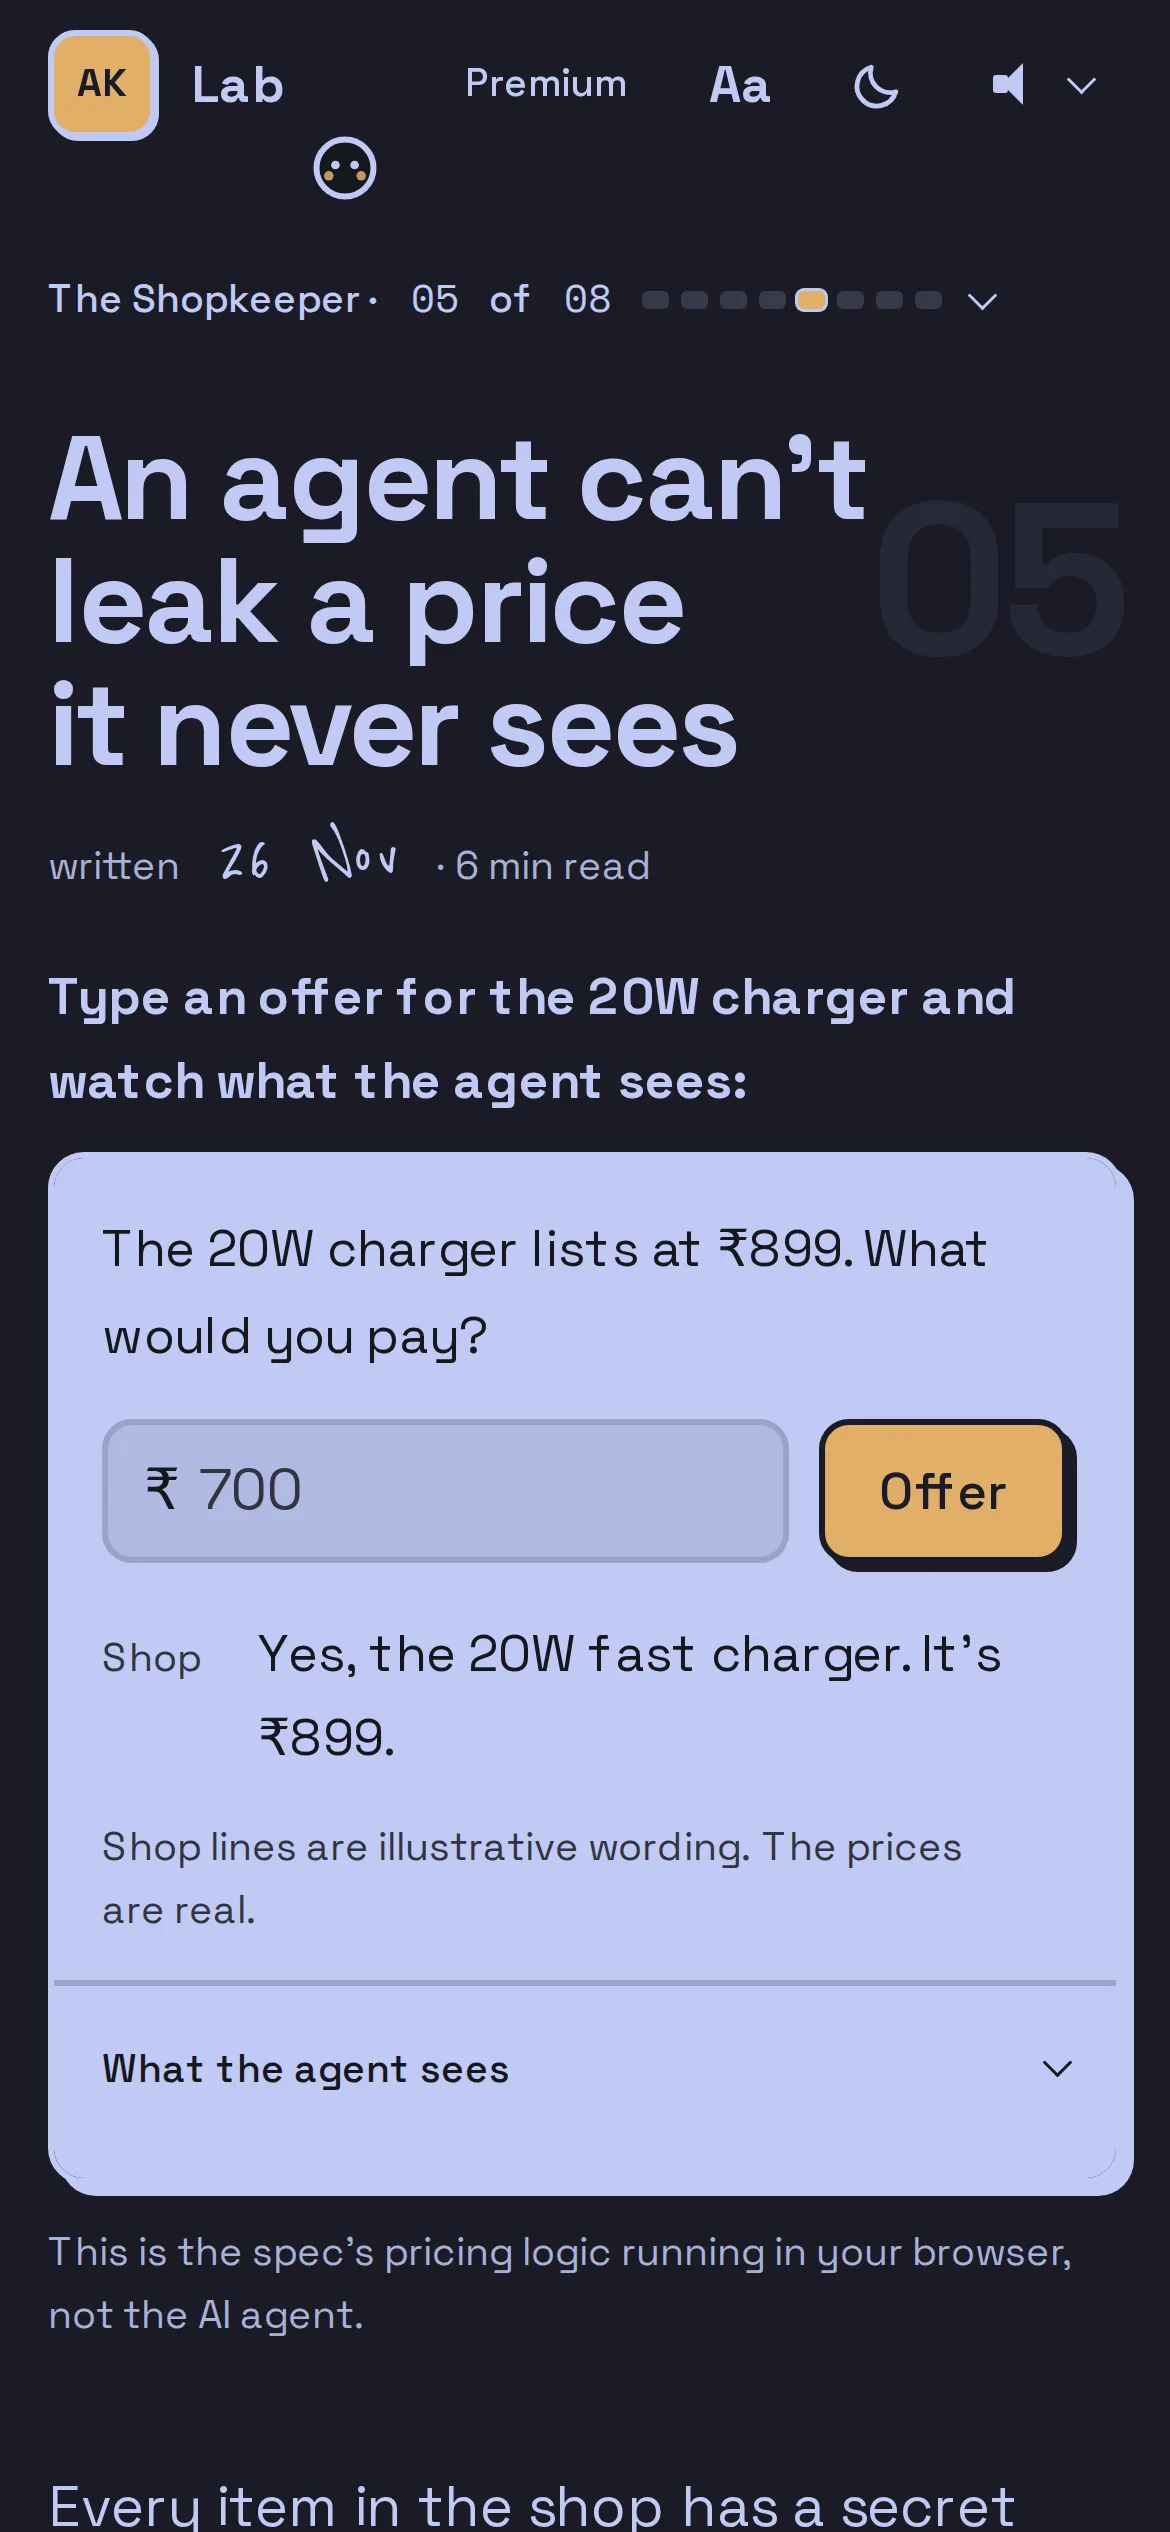 AK Lab Premium Aa
The Shopkeeper · 05 of 08
An agent can’t
leak a price
it never sees
05
written 26 Nov · 6 min read
Type an offer for the 20W charger and
watch what the agent sees:
The 20W charger lists at ₹899. What
would you pay?
₹ 700 Offer
Shop Yes, the 20W fast charger. It’s
₹899.
Shop lines are illustrative wording. The prices
are real.
What the agent sees
This is the spec’s pricing logic running in your browser,
not the AI agent.
Every item in the shop has a secret